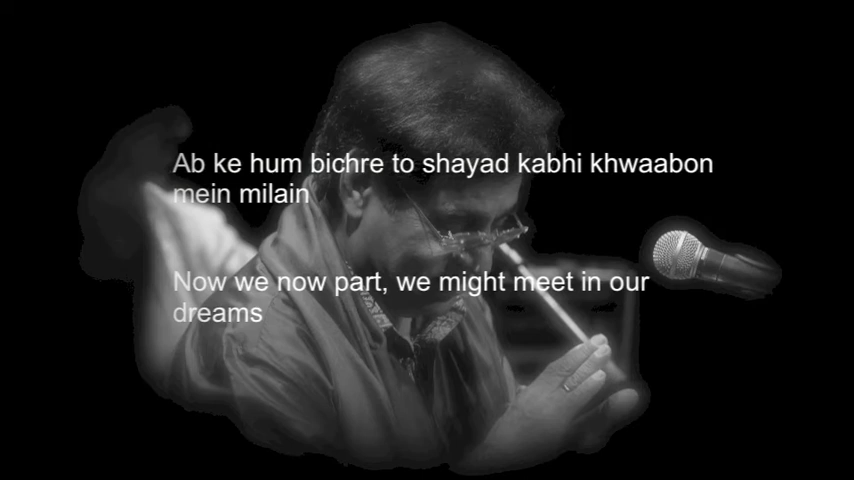 Ab ke hum bichre to shayad kabhi khwaabon
mein milain
Now we now part, we might meet in our
dreams